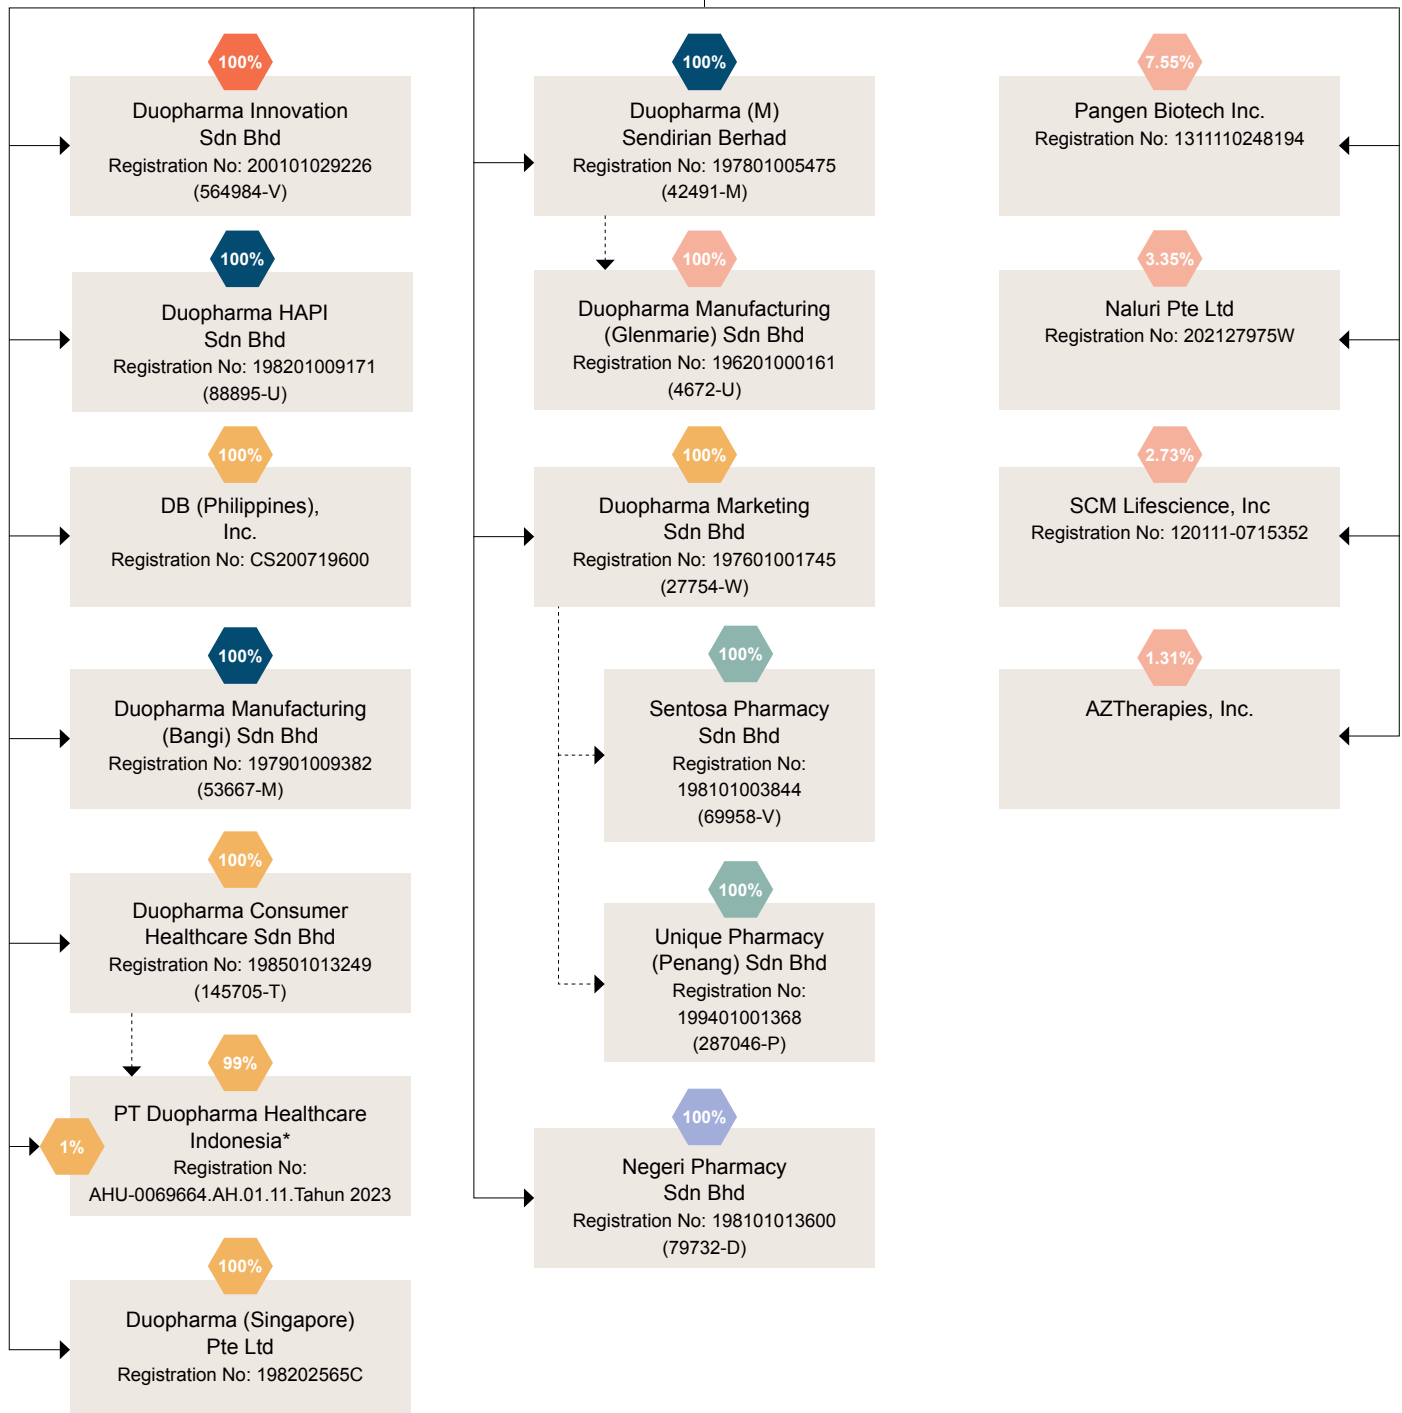 100%
Duopharma Innovation
Sdn Bhd
Registration No: 200101029226
(564984-V)
100%
Duopharma HAPI
Sdn Bhd
Registration No: 198201009171
(88895-U)
100%
DB (Philippines),
Inc.
Registration No: CS200719600
100%
Duopharma Manufacturing
(Bangi) Sdn Bhd
Registration No: 197901009382
(53667-M)
100%
Duopharma Consumer
Healthcare Sdn Bhd
Registration No: 198501013249
(145705-T)
99%
1%
PT Duopharma Healthcare
Indonesia*
Registration No:
AHU-0069664.AH.01.11.Tahun 2023
100%
Duopharma (Singapore)
Pte Ltd
Registration No: 198202565C
100%
Duopharma (M)
Sendirian Berhad
Registration No: 197801005475
(42491-M)
100%
Duopharma Manufacturing
(Glenmarie) Sdn Bhd
Registration No: 196201000161
(4672-U)
100%
Duopharma Marketing
Sdn Bhd
Registration No: 197601001745
(27754-W)
100%
Sentosa Pharmacy
Sdn Bhd
Registration No:
198101003844
(69958-V)
100%
Unique Pharmacy
(Penang) Sdn Bhd
Registration No:
199401001368
(287046-P)
100%
Negeri Pharmacy
Sdn Bhd
Registration No: 198101013600
(79732-D)
7.55%
Pangen Biotech Inc.
Registration No: 1311110248194
3.35%
Naluri Pte Ltd
Registration No: 202127975W
2.73%
SCM Lifescience, Inc
Registration No: 120111-0715352
1.31%
AZTherapies, Inc.